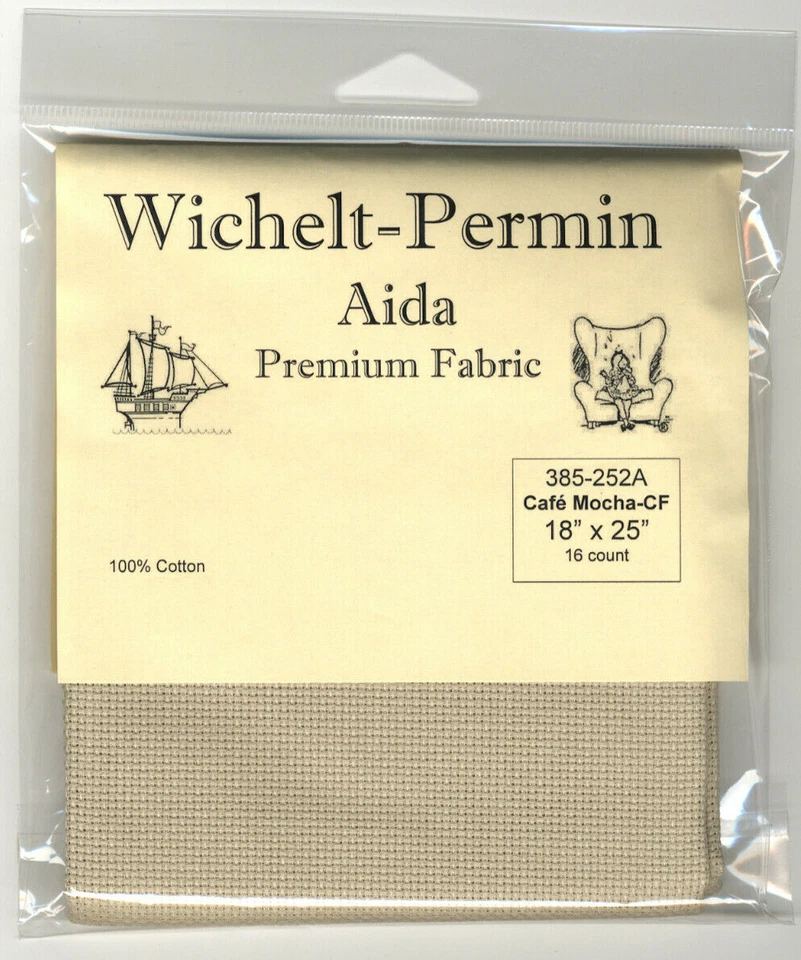 Wichelt-Permin
Aida
Premium Fabric
385-252A
Café Mocha-CF
18” x 25”
16 count
100% Cotton